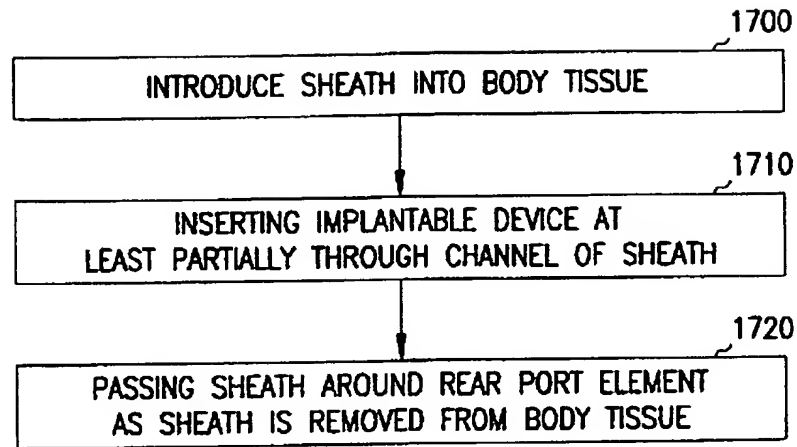 1700
INTRODUCE SHEATH INTO BODY TISSUE
1710
INSERTING IMPLANTABLE DEVICE AT
LEAST PARTIALLY THROUGH CHANNEL OF SHEATH
1720
PASSING SHEATH AROUND REAR PORT ELEMENT
AS SHEATH IS REMOVED FROM BODY TISSUE